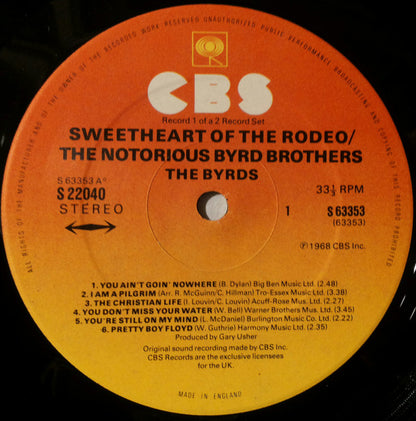 ALL RIGHTS OF THE MANUFACTURER AND OF THE OWNER OF THE RECORDED WORK RESERVED. UNAUTHORISED PUBLIC PERFORMANCE BROADCASTING AND COPYING OF THIS RECORD PROHIBITED
CBS
Record 1 of a 2 Record Set
SWEETHEART OF THE RODEO/
THE NOTORIOUS BYRD BROTHERS
THE BYRDS
S 63353 A⁰
S 22040
STEREO
33⅓ RPM
1
S 63353
(63353)
℗ 1968 CBS Inc.
1. YOU AIN'T GOIN' NOWHERE (B. Dylan) Big Ben Music Ltd. (2.48)
2. I AM A PILGRIM (Arr. R. McGuinn/C. Hillman) Tro-Essex Music Ltd. (3.38)
3. THE CHRISTIAN LIFE (I. Louvin/C. Louvin) Acuff-Rose Mus. (2.27)
4. YOU DON'T MISS YOUR WATER (W. Bell) Warner Brothers Mus. (3.45)
5. YOU'RE STILL ON MY MIND (L. McDaniel) Burlington Music Co. Ltd. (2.22)
6. PRETTY BOY FLOYD (W. Guthrie) Harmony Music Ltd. (2.35)
Produced by Gary Usher
Original sound recording made by CBS Inc.
CBS Records are the exclusive licensees
for the UK.
MADE IN ENGLAND